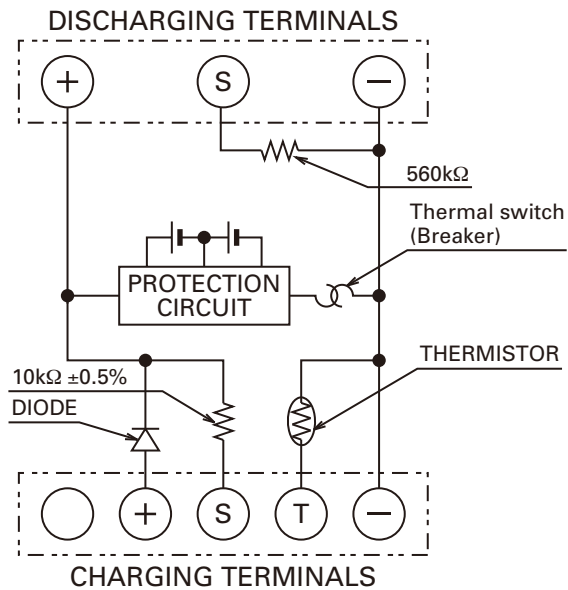 DISCHARGING TERMINALS
+ S −
560kΩ
Thermal switch
(Breaker)
PROTECTION
CIRCUIT
THERMISTOR
10kΩ ±0.5%
DIODE
+ S T −
CHARGING TERMINALS